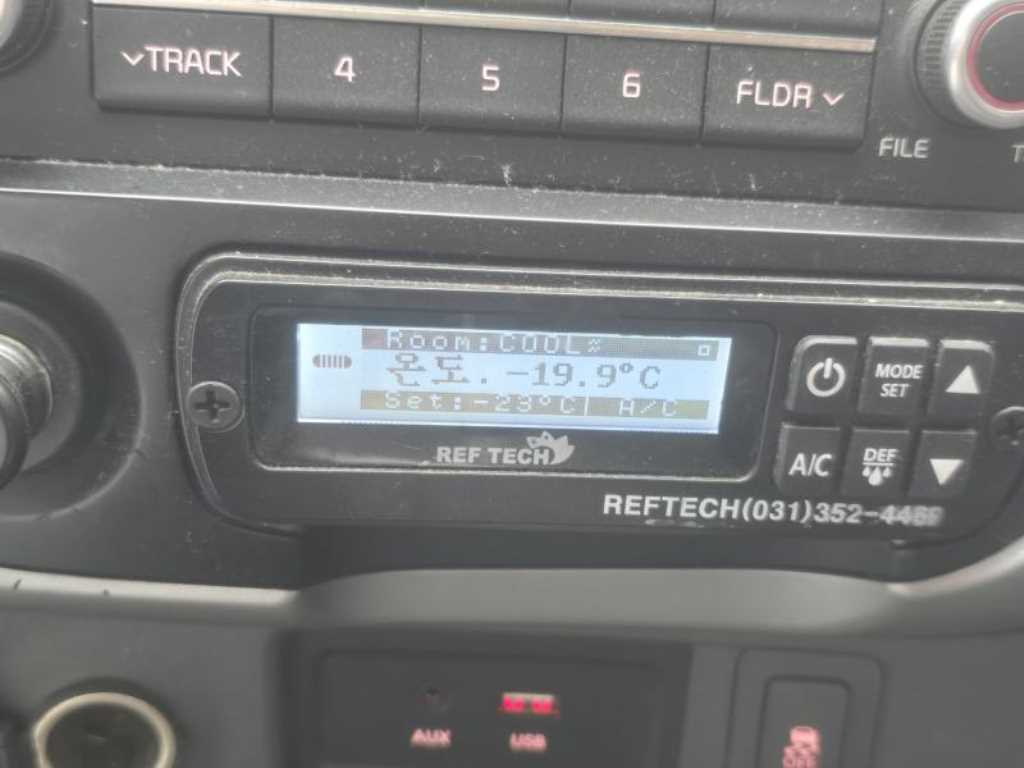 TRACK 4 5 6 FLDR
FILE
Room:COOL
온도. -19.9°C
Set:-23°C| A/C
REF TECH
MODE
SET
A/C
DEF
REFTECH(031)352-
AUX
USB